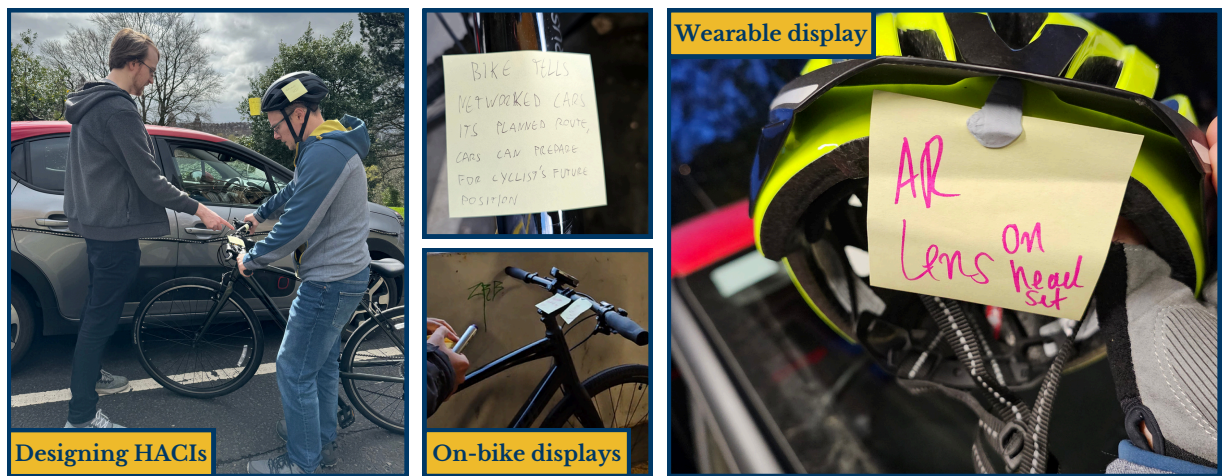 Designing HACIs
BIKE TELLS
NETWORKED CARS
ITS PLANNED ROUTE,
CARS CAN PREPARE
FOR CYCLIST'S FUTURE
POSITION
On-bike displays
Wearable display
AR
Lens on
head
set